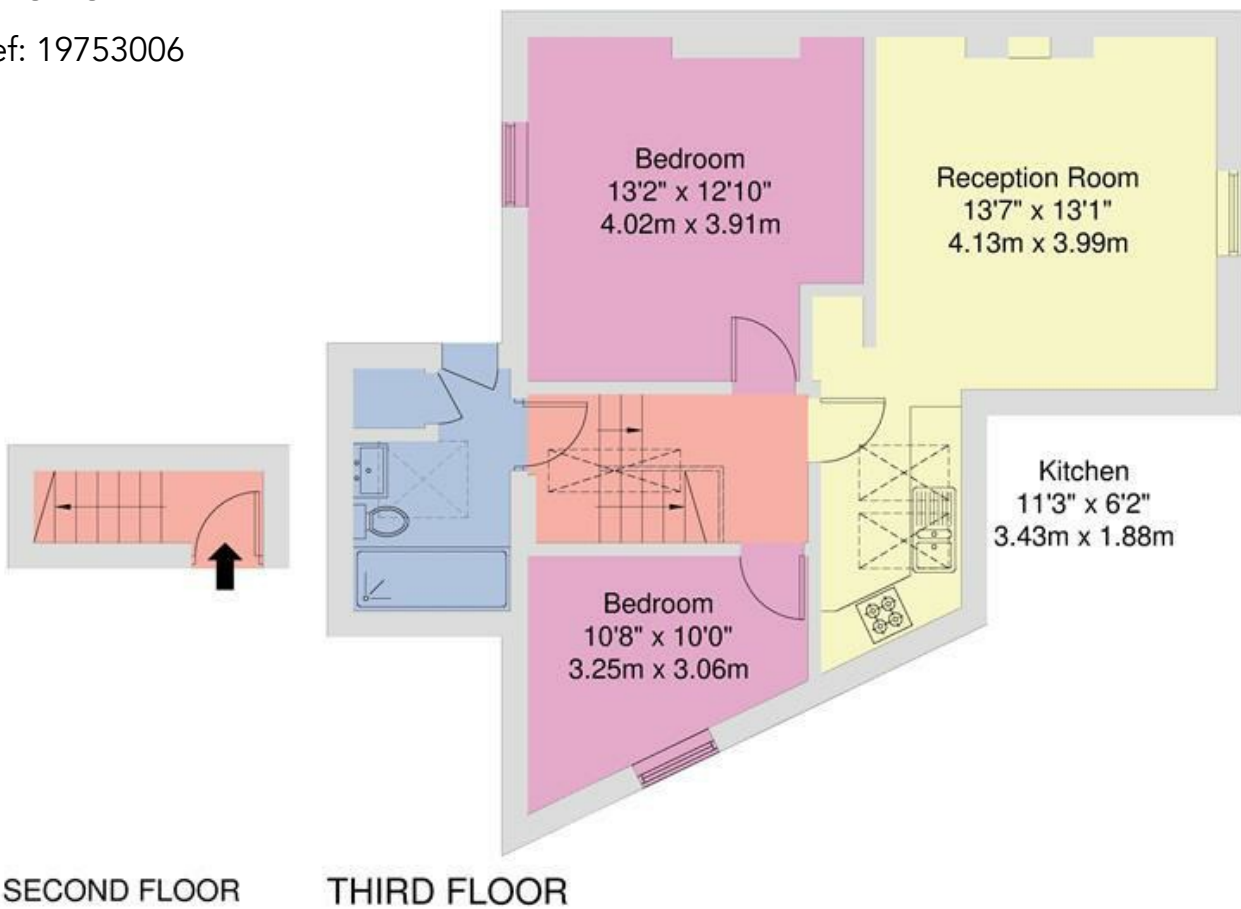 ef: 19753006
Bedroom
13'2" x 12'10"
4.02m x 3.91m
Reception Room
13'7" x 13'1"
4.13m x 3.99m
Kitchen
11'3" x 6'2"
3.43m x 1.88m
Bedroom
10'8" x 10'0"
3.25m x 3.06m
SECOND FLOOR
THIRD FLOOR